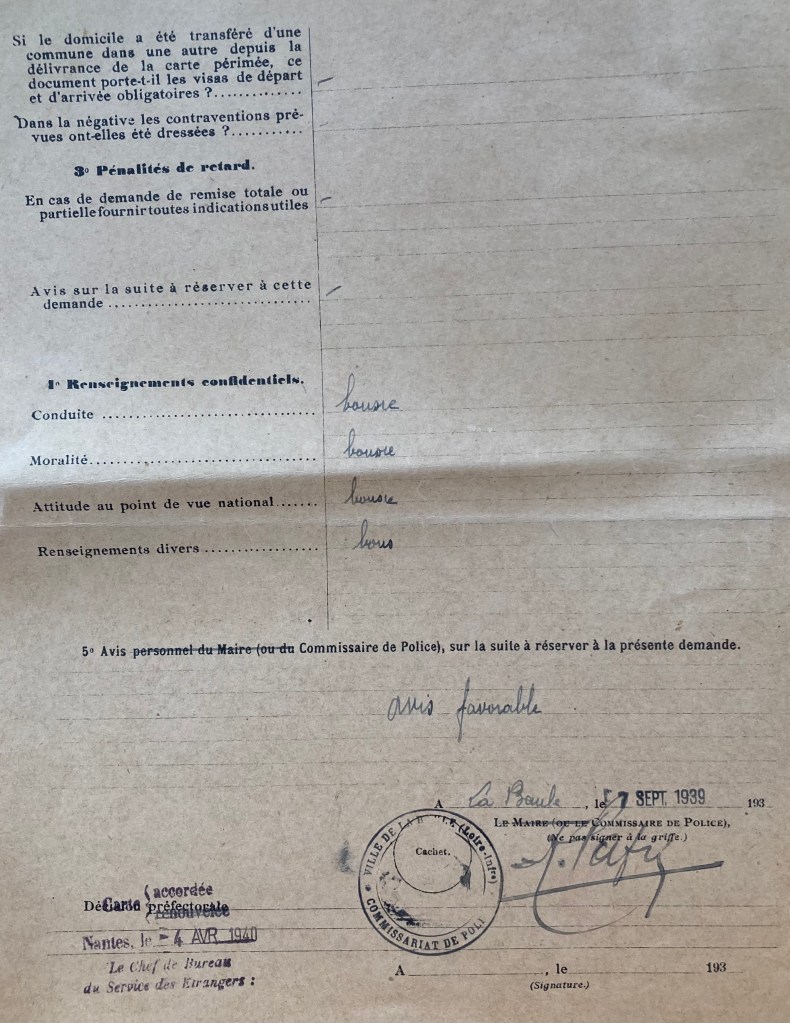 Si le domicile a été transféré d'une
commune dans une autre depuis la
délivrance de la carte périmée, ce
document porte-t-il les visas de départ
et d'arrivée obligatoires ?..............
Dans la négative les contraventions pré-
vues ont-elles été dressées ?...........
3º Pénalités de retard.
En cas de demande de remise totale ou
partielle fournir toutes indications utiles
Avis sur la suite à réserver à cette
demande ..............................
4º Renseignements confidentiels.
Conduite ............................... bonne
Moralité................................. bonne
Attitude au point de vue national ...... bonne
Renseignements divers .................. bons
5º Avis personnel du Maire (ou du Commissaire de Police), sur la suite à réserver à la présente demande.
avis favorable
A La Baule, le 7 SEPT. 1939 193
LE MAIRE (OU LE COMMISSAIRE DE POLICE),
(Ne pas signer à la griffe.)
VILLE DE LA B LE (Loire-Infre)
Cachet.
COMMISSARIAT DE POLI
Carte accordée
renouvelée
préfectorale
Nantes, le - 4 AVR 1940
Le Chef de Bureau
du Service des Etrangers :
A , le 193
(Signature.)